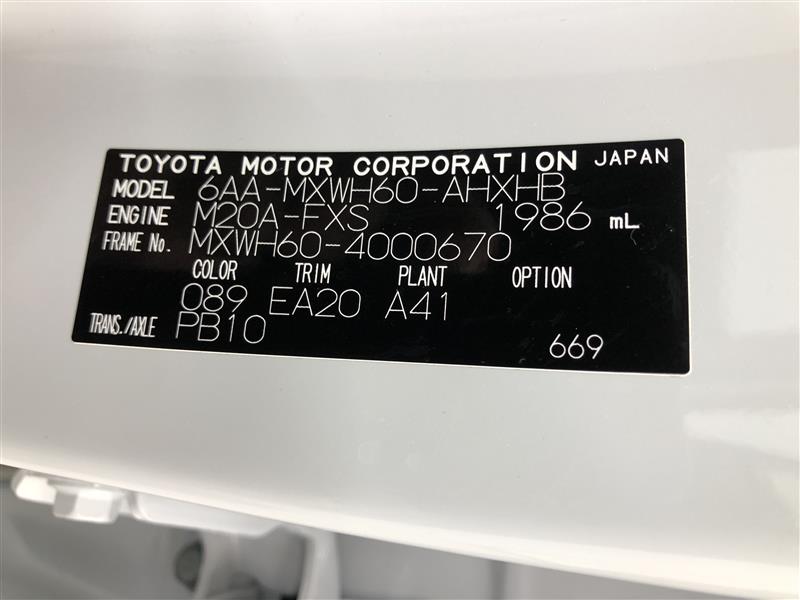 TOYOTA MOTOR CORPORATION JAPAN
MODEL 6AA-MXWH60-AHXHB
ENGINE M20A-FXS 1986 mL
FRAME No. MXWH60-4000670
COLOR TRIM PLANT OPTION
089 EA20 A41
TRANS./AXLE PB10
669